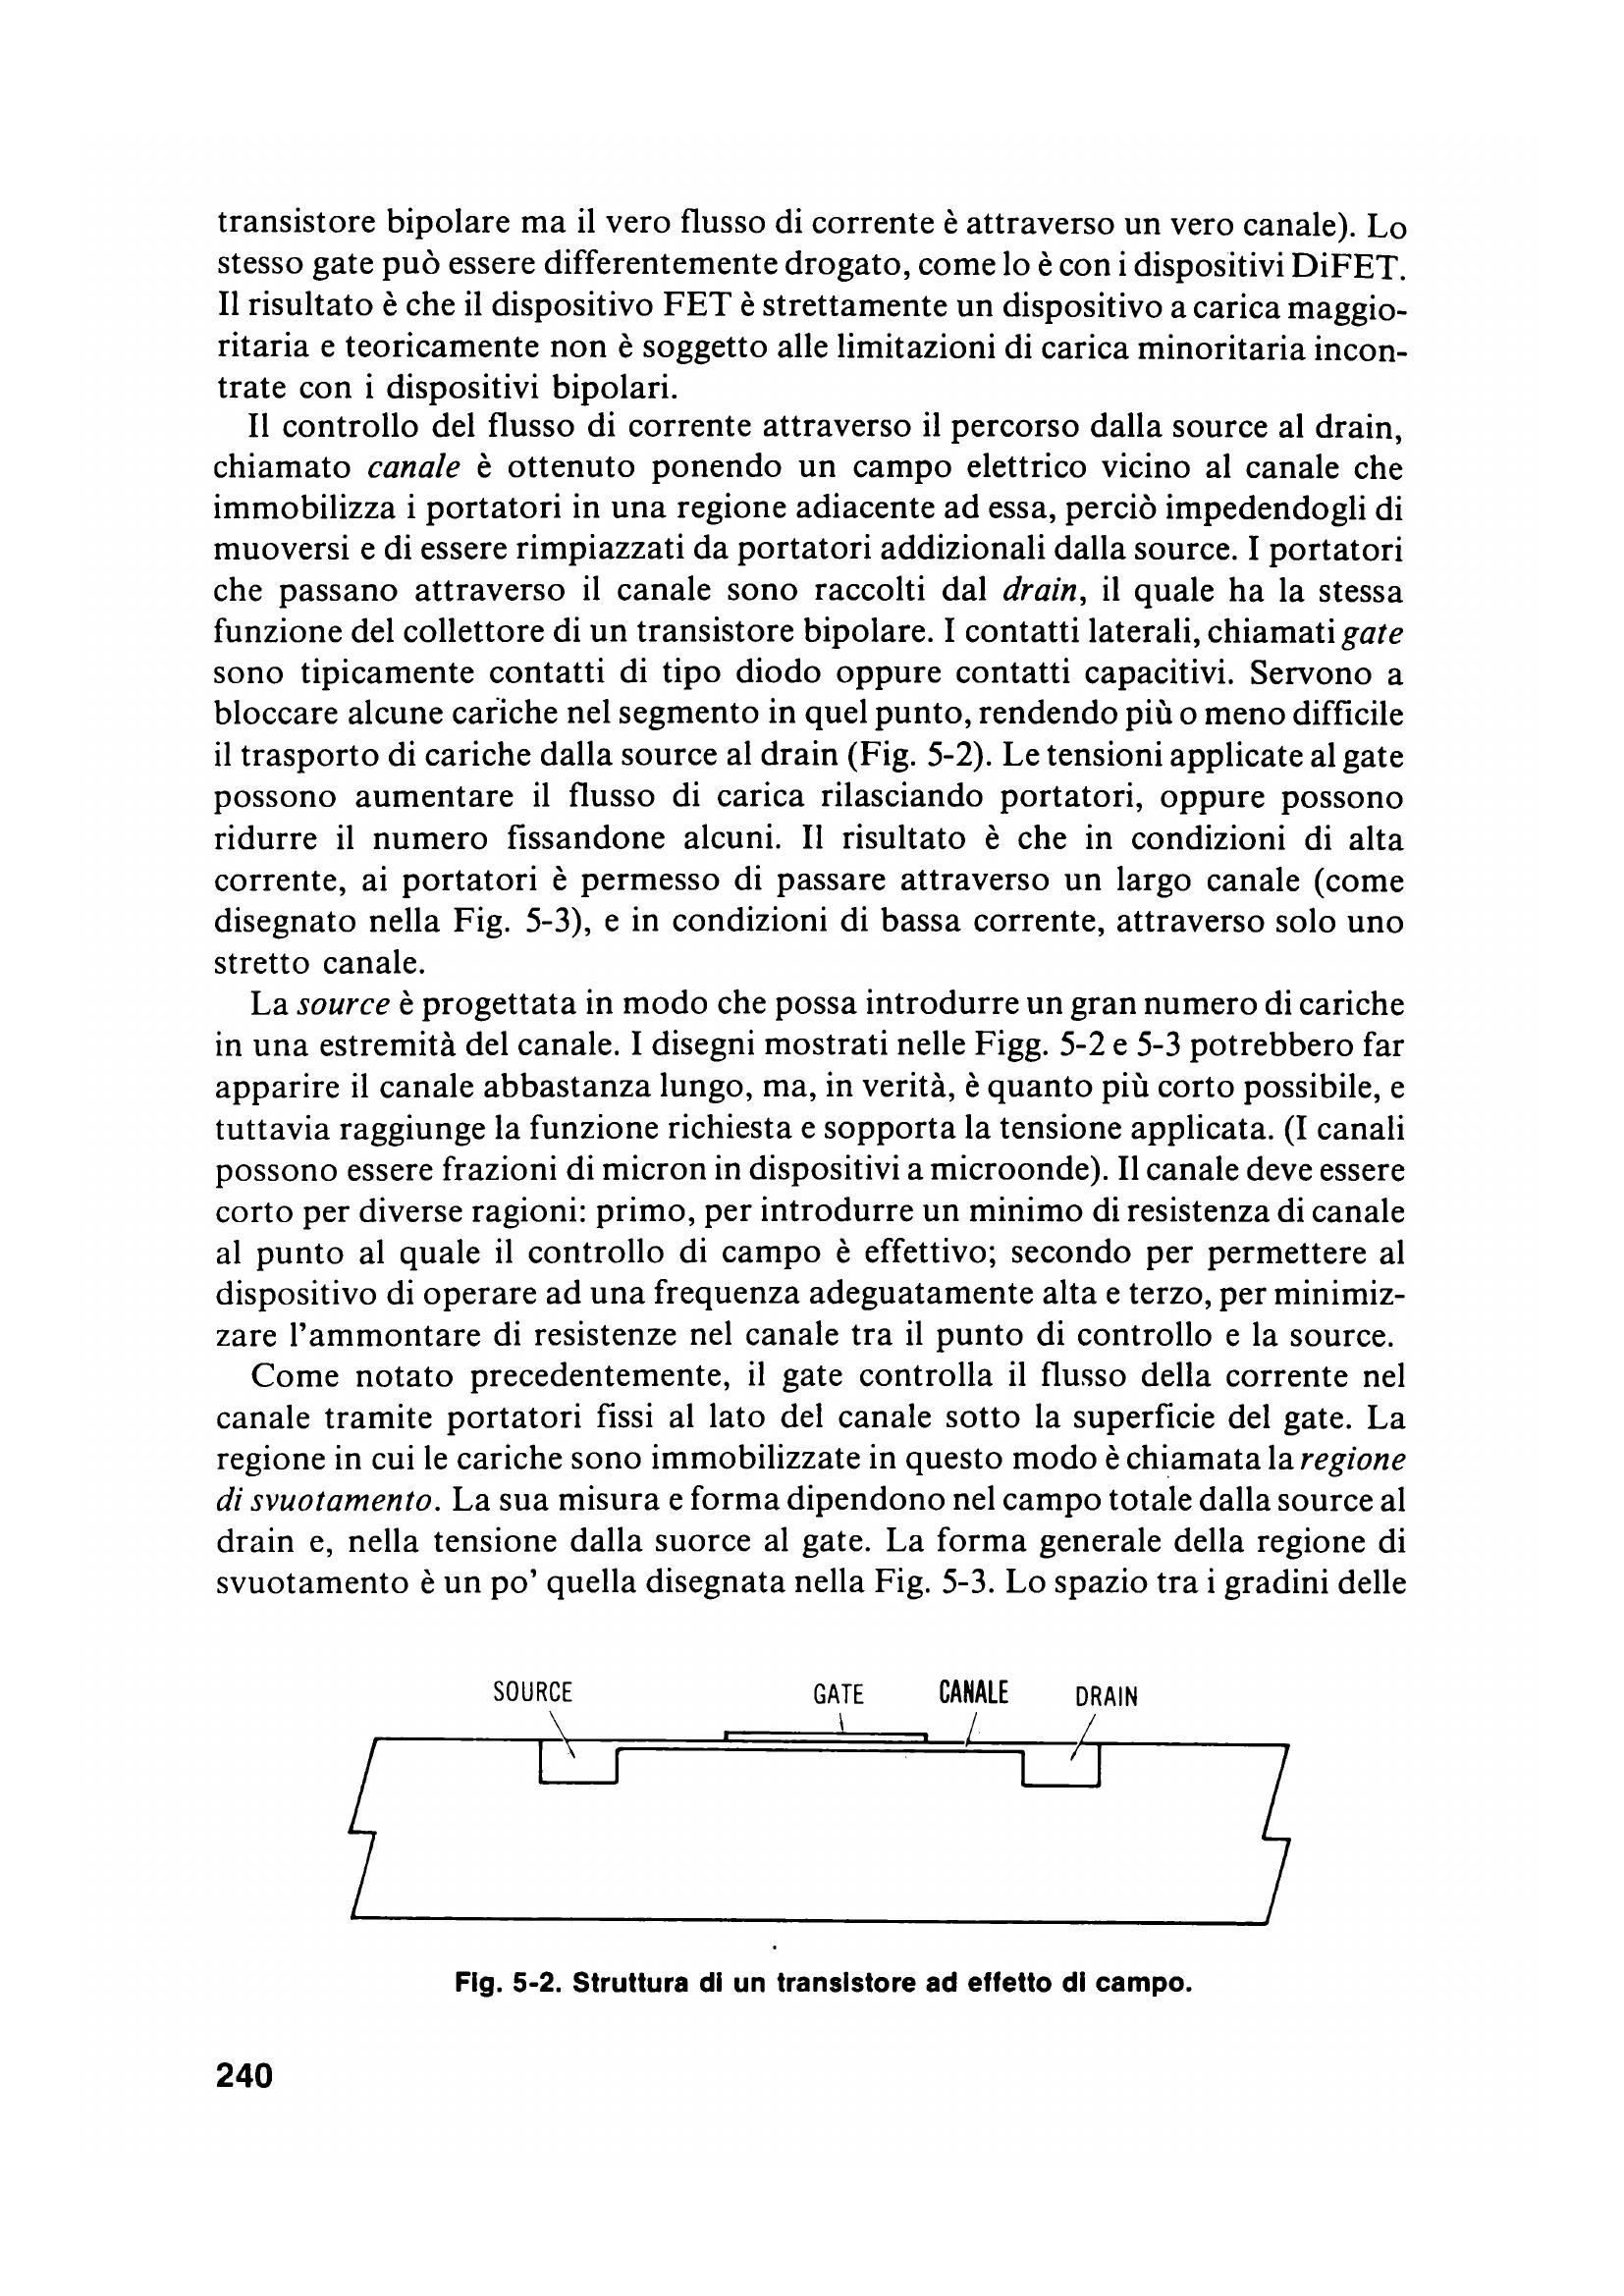 transistore bipolare ma il vero flusso di corrente è attraverso un vero canale). Lo
stesso gate può essere differentemente drogato, come lo è con i dispositivi DiFET.
Il risultato è che il dispositivo FET è strettamente un dispositivo a carica maggio-
ritaria e teoricamente non è soggetto alle limitazioni di carica minoritaria incon-
trate con i dispositivi bipolari.
Il controllo del flusso di corrente attraverso il percorso dalla source al drain,
chiamato canale è ottenuto ponendo un campo elettrico vicino al canale che
immobilizza i portatori in una regione adiacente ad essa, perciò impedendogli di
muoversi e di essere rimpiazzati da portatori addizionali dalla source. I portatori
che passano attraverso il canale sono raccolti dal drain, il quale ha la stessa
funzione del collettore di un transistore bipolare. I contatti laterali, chiamati gate
sono tipicamente contatti di tipo diodo oppure contatti capacitivi. Servono a
bloccare alcune cariche nel segmento in quel punto, rendendo più o meno difficile
il trasporto di cariche dalla source al drain (Fig. 5-2). Le tensioni applicate al gate
possono aumentare il flusso di carica rilasciando portatori, oppure possono
ridurre il numero fissandone alcuni. Il risultato è che in condizioni di alta
corrente, ai portatori è permesso di passare attraverso un largo canale (come
disegnato nella Fig. 5-3), e in condizioni di bassa corrente, attraverso solo uno
stretto canale.
La source è progettata in modo che possa introdurre un gran numero di cariche
in una estremità del canale. I disegni mostrati nelle Figg. 5-2 e 5-3 potrebbero far
apparire il canale abbastanza lungo, ma, in verità, è quanto più corto possibile, e
tuttavia raggiunge la funzione richiesta e sopporta la tensione applicata. (I canali
possono essere frazioni di micron in dispositivi a microonde). Il canale deve essere
corto per diverse ragioni: primo, per introdurre un minimo di resistenza di canale
al punto al quale il controllo di campo è effettivo; secondo per permettere al
dispositivo di operare ad una frequenza adeguatamente alta e terzo, per minimiz-
zare l'ammontare di resistenze nel canale tra il punto di controllo e la source.
Come notato precedentemente, il gate controlla il flusso della corrente nel
canale tramite portatori fissi al lato del canale sotto la superficie del gate. La
regione in cui le cariche sono immobilizzate in questo modo è chiamata la regione
di svuotamento. La sua misura e forma dipendono nel campo totale dalla source al
drain e, nella tensione dalla suorce al gate. La forma generale della regione di
svuotamento è un po' quella disegnata nella Fig. 5-3. Lo spazio tra i gradini delle
SOURCE GATE CANALE DRAIN
Fig. 5-2. Struttura di un transistore ad effetto di campo.
240